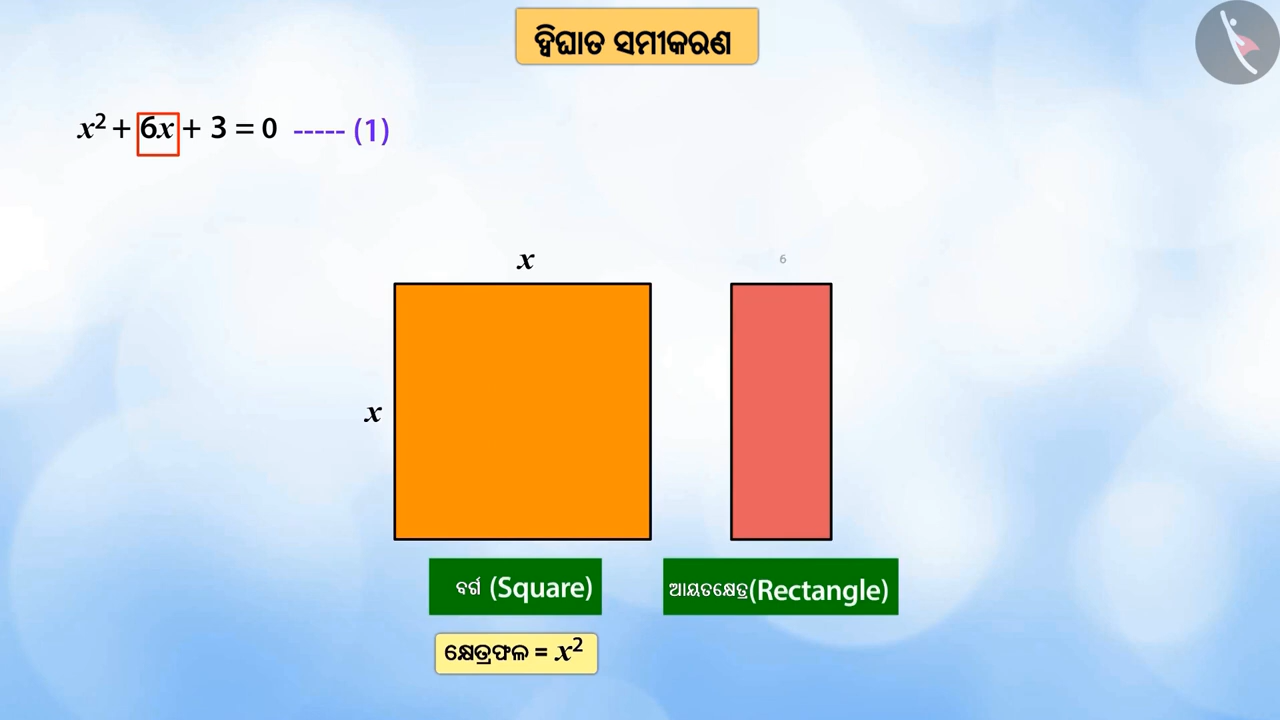 ଦ୍ୱିଘାତ ସମୀକରଣ
x² + 6x + 3 = 0 ----- (1)
x
6
x
ବର୍ଗ (Square)
ଆୟତକ୍ଷେତ୍ର(Rectangle)
କ୍ଷେତ୍ରଫଳ = x²